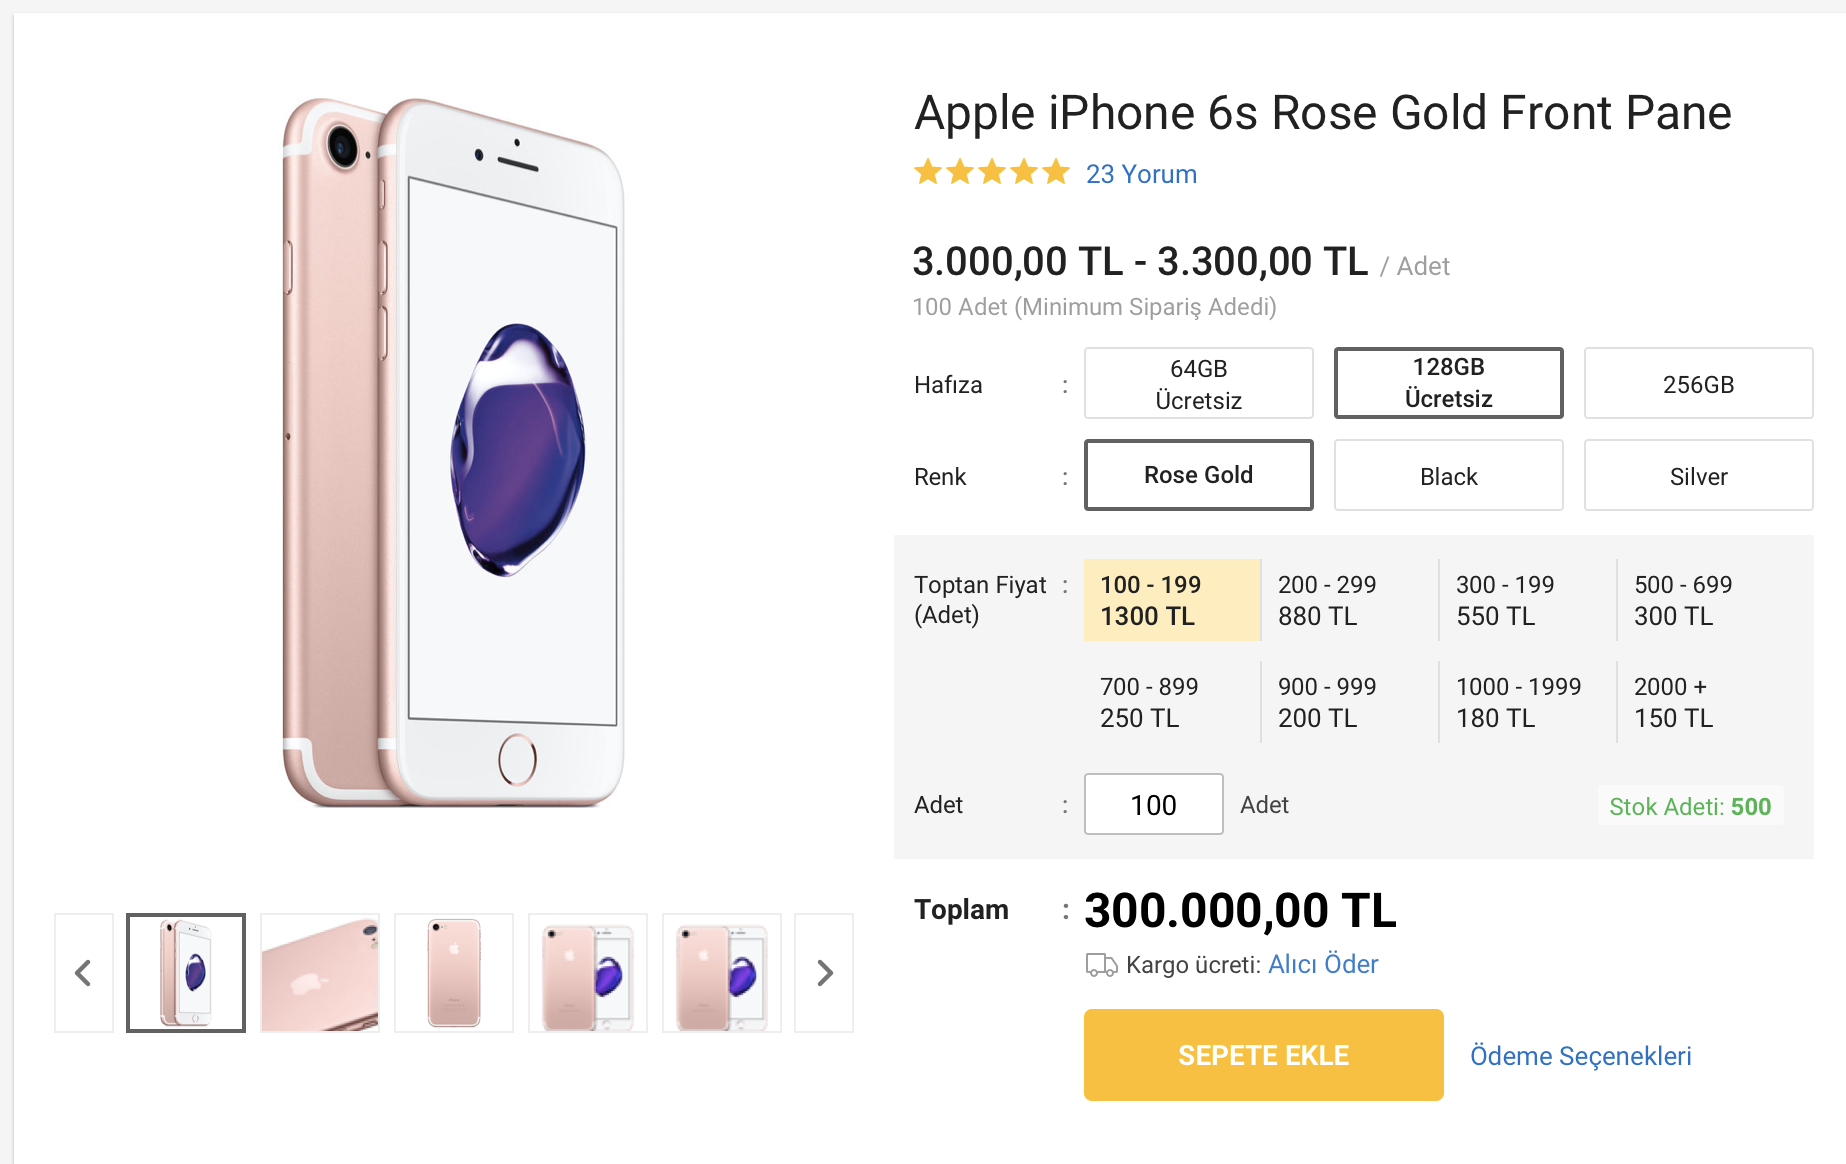 Apple iPhone 6s Rose Gold Front Pane
23 Yorum
3.000,00 TL - 3.300,00 TL / Adet
100 Adet (Minimum Sipariş Adedi)
Hafıza :
64GB
Ücretsiz
128GB
Ücretsiz
256GB
Renk :
Rose Gold
Black
Silver
Toptan Fiyat :
(Adet)
100 - 199
1300 TL
200 - 299
880 TL
300 - 199
550 TL
500 - 699
300 TL
700 - 899
250 TL
900 - 999
200 TL
1000 - 1999
180 TL
2000 +
150 TL
Adet : 100 Adet
Stok Adeti: 500
Toplam : 300.000,00 TL
Kargo ücreti: Alıcı Öder
SEPETE EKLE
Ödeme Seçenekleri